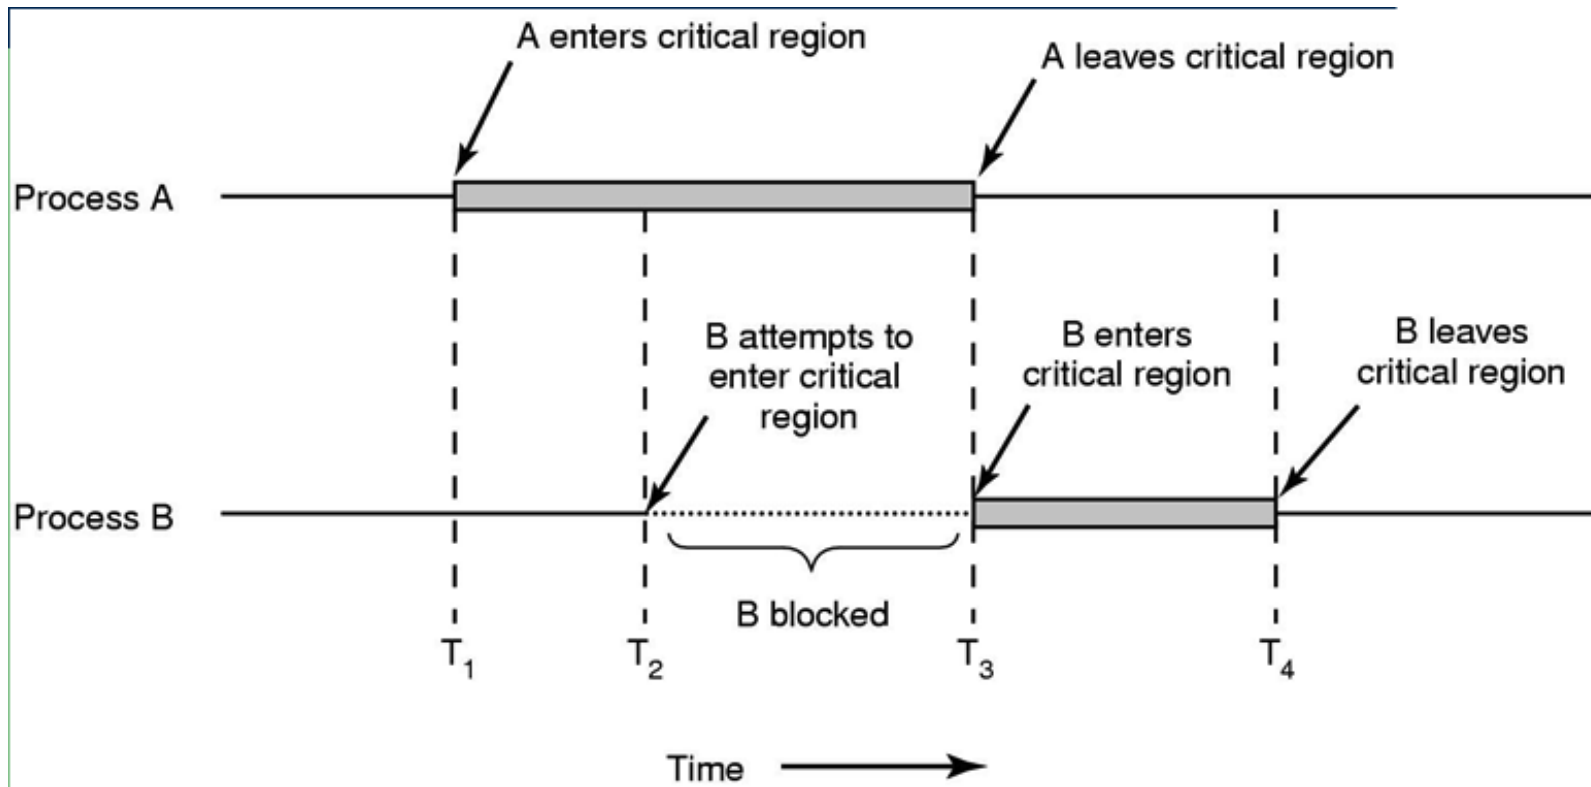 A enters critical region
A leaves critical region
Process A
B attempts to
enter critical
region
B enters
critical region
B leaves
critical region
Process B
B blocked
T1
T2
T3
T4
Time